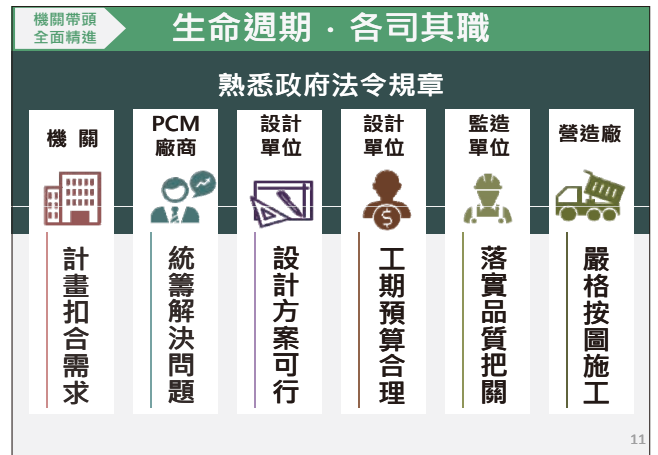 機關帶頭
全面精進
生命週期．各司其職
熟悉政府法令規章
機 關
計畫扣合需求
PCM
廠商
統籌解決問題
設計
單位
設計方案可行
設計
單位
$
工期預算合理
監造
單位
落實品質把關
營造廠
嚴格按圖施工
11